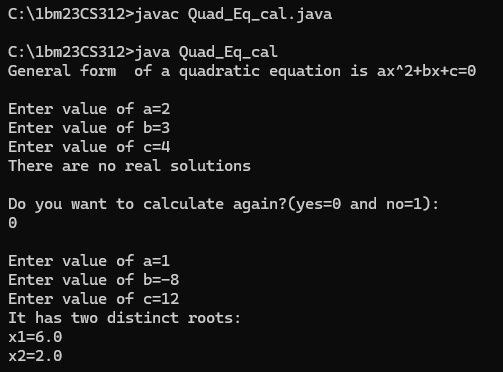 C:\1bm23CS312>javac Quad_Eq_cal.java
C:\1bm23CS312>java Quad_Eq_cal
General form  of a quadratic equation is ax^2+bx+c=0
Enter value of a=2
Enter value of b=3
Enter value of c=4
There are no real solutions
Do you want to calculate again?(yes=0 and no=1):
0
Enter value of a=1
Enter value of b=-8
Enter value of c=12
It has two distinct roots:
x1=6.0
x2=2.0